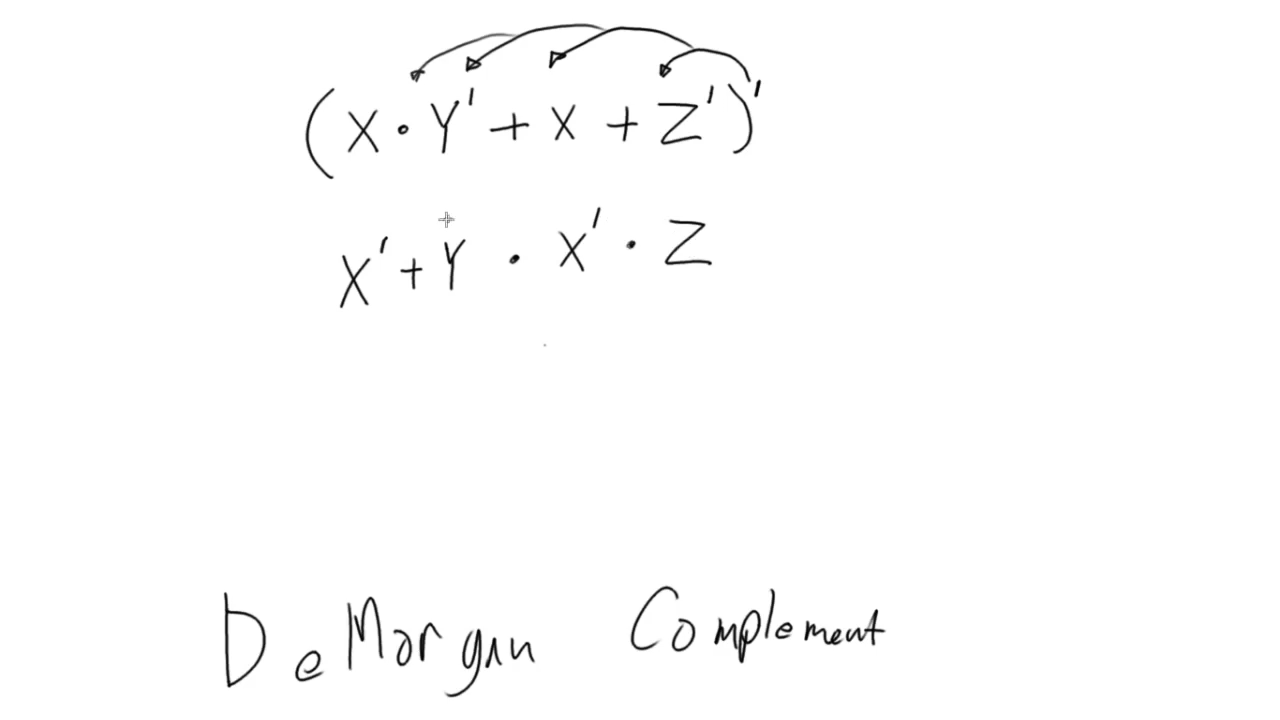 (X · Y' + X + Z')'
X' + Y · X' · Z
DeMorgan Complement